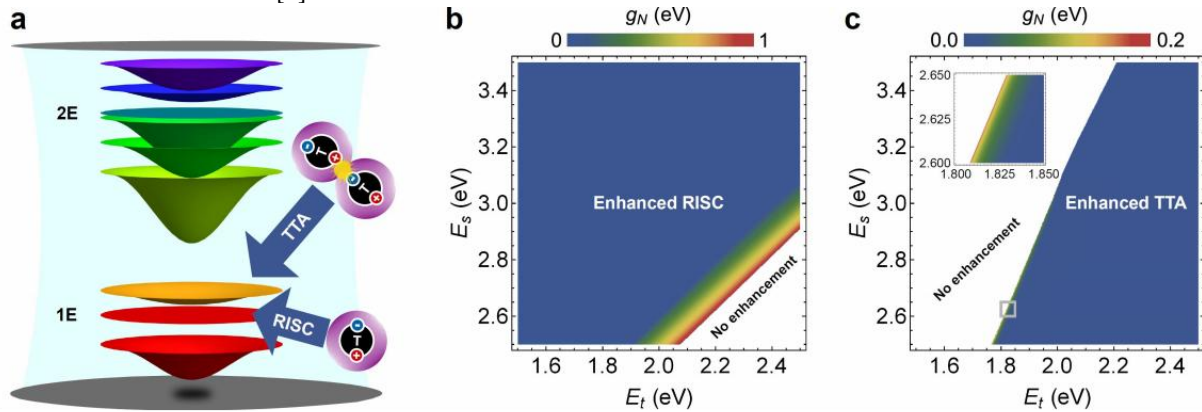 a
2E
1E
T
T
TTA
RISC
T
b
g_N (eV)
0
1
3.4
3.2
3.0
2.8
2.6
E_s (eV)
Enhanced RISC
No enhancement
1.6
1.8
2.0
2.2
2.4
E_t (eV)
c
g_N (eV)
0.0
0.2
3.4
3.2
3.0
2.8
2.6
E_s (eV)
2.650
2.625
2.600
1.800
1.825
1.850
Enhanced TTA
No enhancement
1.6
1.8
2.0
2.2
2.4
E_t (eV)